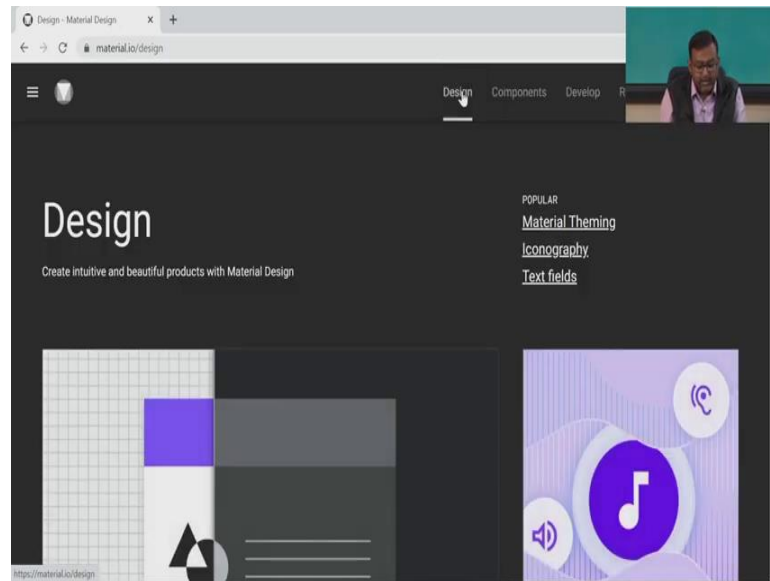 Design - Material Design
material.io/design
Design Components Develop R
Design
Create intuitive and beautiful products with Material Design
POPULAR
Material Theming
Iconography
Text fields
https://material.io/design